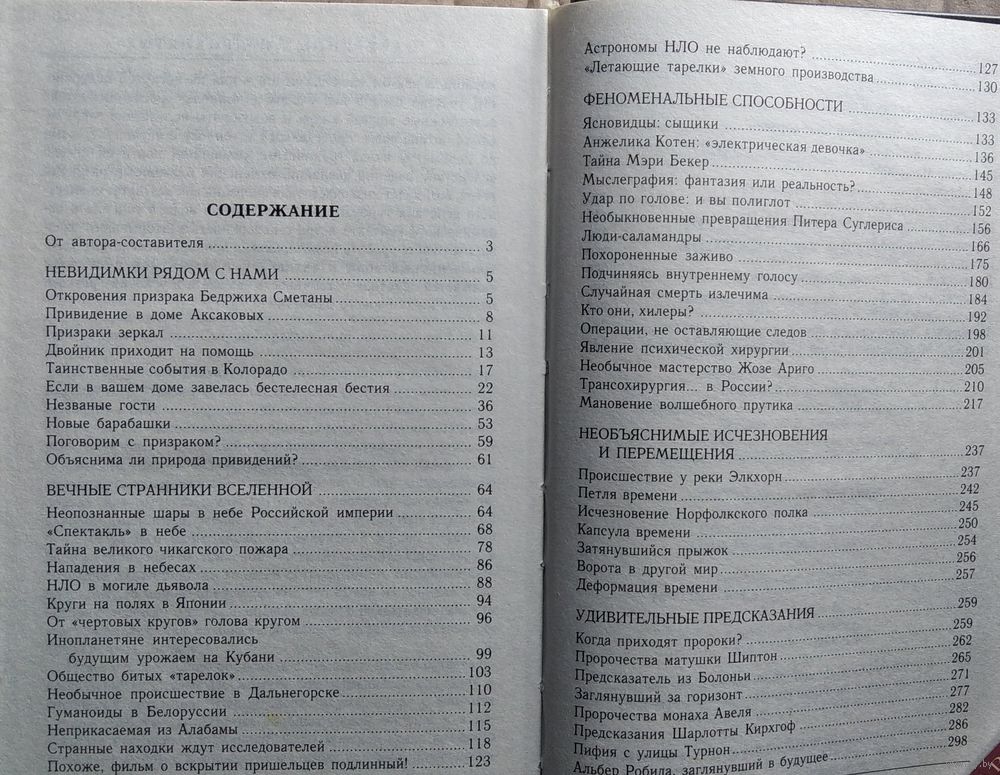 СОДЕРЖАНИЕ
От автора-составителя ........ 3
НЕВИДИМКИ РЯДОМ С НАМИ ........ 5
Откровения призрака Бедржиха Сметаны ........ 5
Привидение в доме Аксаковых ........ 8
Призраки зеркал ........ 11
Двойник приходит на помощь ........ 13
Таинственные события в Колорадо ........ 17
Если в вашем доме завелась бестелесная бестия ........ 22
Незваные гости ........ 36
Новые барабашки ........ 53
Поговорим с призраком? ........ 59
Объяснима ли природа привидений? ........ 61
ВЕЧНЫЕ СТРАННИКИ ВСЕЛЕННОЙ ........ 64
Неопознанные шары в небе Российской империи ........ 64
«Спектакль» в небе ........ 68
Тайна великого чикагского пожара ........ 78
Нападения в небесах ........ 86
НЛО в могиле дьявола ........ 88
Круги на полях в Японии ........ 94
От «чертовых кругов» голова кругом ........ 96
Инопланетяне интересовались
будущим урожаем на Кубани ........ 99
Общество битых «тарелок» ........ 103
Необычное происшествие в Дальнегорске ........ 110
Гуманоиды в Белоруссии ........ 112
Неприкасаемая из Алабамы ........ 115
Странные находки ждут исследователей ........ 118
Похоже, фильм о вскрытии пришельцев подлинный! ........ 123
Астрономы НЛО не наблюдают? ........ 127
«Летающие тарелки» земного производства ........ 130
ФЕНОМЕНАЛЬНЫЕ СПОСОБНОСТИ ........ 133
Ясновидцы: сыщики ........ 133
Анжелика Котен: «электрическая девочка» ........ 136
Тайна Мэри Бекер ........ 145
Мыслеграфия: фантазия или реальность? ........ 148
Удар по голове: и вы полиглот ........ 152
Необыкновенные превращения Питера Суглериса ........ 156
Люди-саламандры ........ 166
Похороненные заживо ........ 175
Подчиняясь внутреннему голосу ........ 180
Случайная смерть излечима ........ 184
Кто они, хилеры? ........ 192
Операции, не оставляющие следов ........ 198
Явление психической хирургии ........ 201
Необычное мастерство Жозе Ариго ........ 205
Трансохирургия... в России? ........ 210
Мановение волшебного прутика ........ 217
НЕОБЪЯСНИМЫЕ ИСЧЕЗНОВЕНИЯ
И ПЕРЕМЕЩЕНИЯ ........ 237
Происшествие у реки Элкхорн ........ 237
Петля времени ........ 242
Исчезновение Норфолкского полка ........ 245
Капсула времени ........ 250
Затянувшийся прыжок ........ 254
Ворота в другой мир ........ 256
Деформация времени ........ 257
УДИВИТЕЛЬНЫЕ ПРЕДСКАЗАНИЯ ........ 259
Когда приходят пророки? ........ 259
Пророчества матушки Шиптон ........ 262
Предсказатель из Болоньи ........ 265
Заглянувший за горизонт ........ 271
Пророчества монаха Авеля ........ 277
Предсказания Шарлотты Кирхгоф ........ 282
Пифия с улицы Турнон ........ 286
Альбер Робида, заглянувший в будущее ........ 298